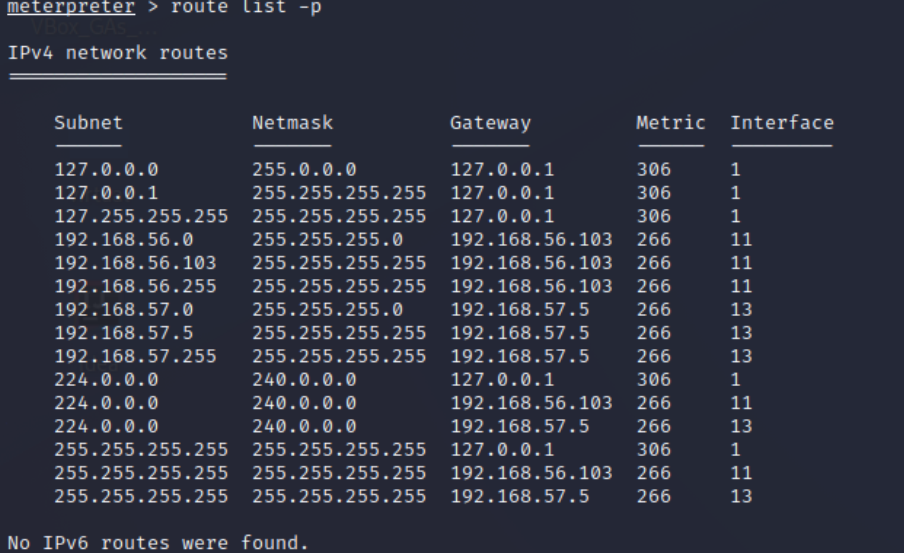 meterpreter > route list -p
VBox_GAs_...
IPv4 network routes
Subnet Netmask Gateway Metric Interface
127.0.0.0 255.0.0.0 127.0.0.1 306 1
127.0.0.1 255.255.255.255 127.0.0.1 306 1
127.255.255.255 255.255.255.255 127.0.0.1 306 1
192.168.56.0 255.255.255.0 192.168.56.103 266 11
192.168.56.103 255.255.255.255 192.168.56.103 266 11
192.168.56.255 255.255.255.255 192.168.56.103 266 11
192.168.57.0 255.255.255.0 192.168.57.5 266 13
192.168.57.5 255.255.255.255 192.168.57.5 266 13
192.168.57.255 255.255.255.255 192.168.57.5 266 13
224.0.0.0 240.0.0.0 127.0.0.1 306 1
224.0.0.0 240.0.0.0 192.168.56.103 266 11
224.0.0.0 240.0.0.0 192.168.57.5 266 13
255.255.255.255 255.255.255.255 127.0.0.1 306 1
255.255.255.255 255.255.255.255 192.168.56.103 266 11
255.255.255.255 255.255.255.255 192.168.57.5 266 13
No IPv6 routes were found.